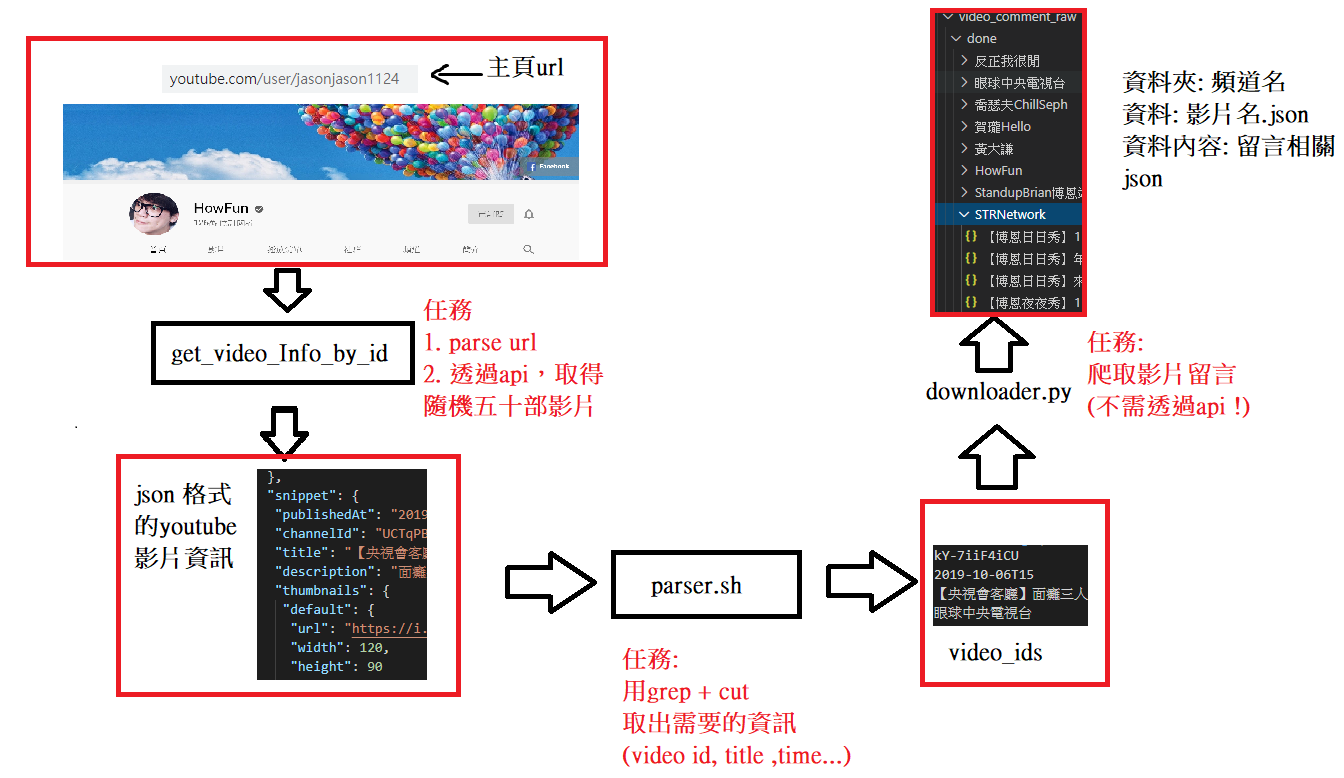 youtube.com/user/jasonjason1124
主頁url
Facebook
HowFun
get_video_Info_by_id
任務
1. parse url
2. 透過api，取得
隨機五十部影片
json 格式
的youtube
影片資訊
},
"snippet": {
"publishedAt": "2019
"channelId": "UCTqPB
"title": "【央視會客廳
"description": "面癱
"thumbnails": {
"default": {
"url": "https://i.
"width": 120,
"height": 90
parser.sh
任務:
用grep + cut
取出需要的資訊
(video id, title ,time...)
kY-7iiF4iCU
2019-10-06T15
【央視會客廳】面癱三人
眼球中央電視台
video_ids
downloader.py
任務:
爬取影片留言
(不需透過api !)
video_comment_raw
done
反正我很閒
眼球中央電視台
喬瑟夫ChillSeph
賀瓏Hello
黃大謙
HowFun
StandupBrian博恩
STRNetwork
{} 【博恩日日秀】1
{} 【博恩日日秀】年
{} 【博恩日日秀】來
{} 【博恩夜夜秀】1
資料夾: 頻道名
資料: 影片名.json
資料內容: 留言相關
json